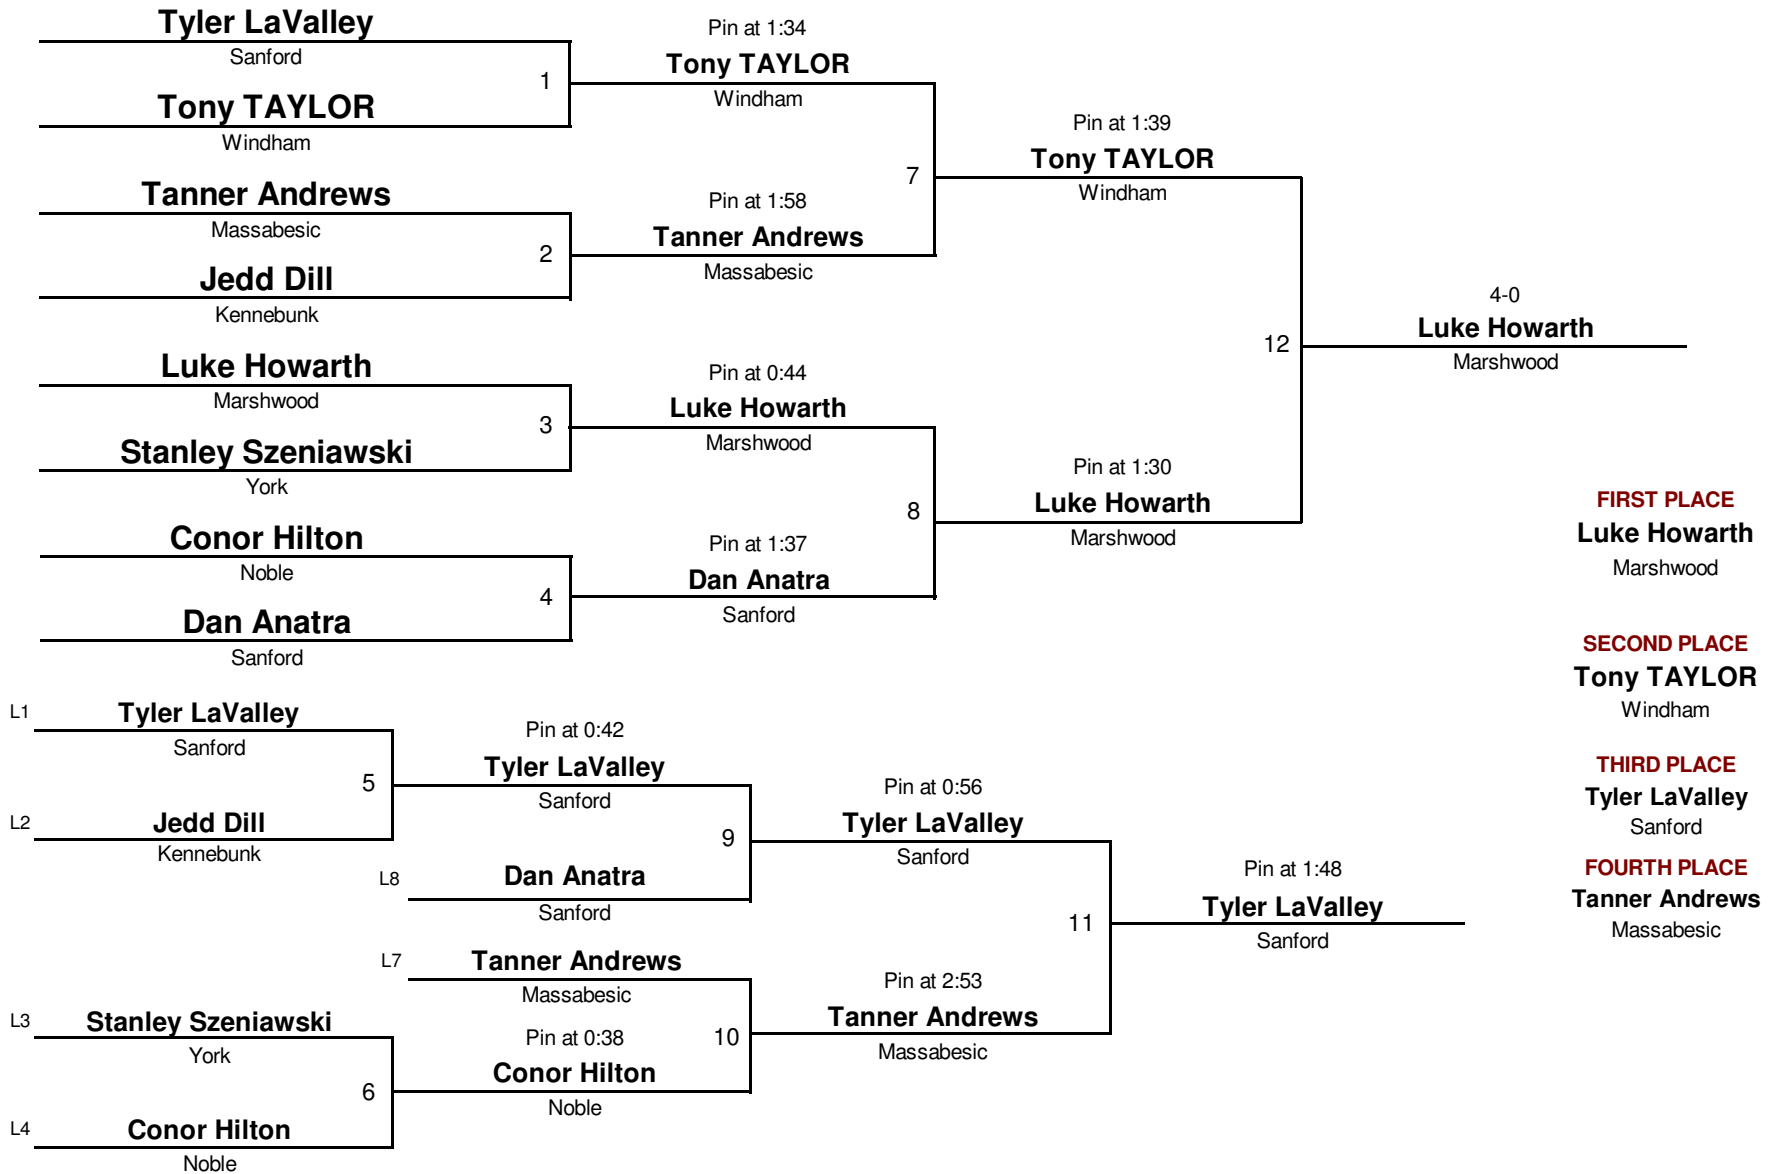 Tyler LaValley
Sanford
1
Tony TAYLOR
Windham
Pin at 1:34
Tony TAYLOR
Windham
Tanner Andrews
Massabesic
2
Jedd Dill
Kennebunk
Pin at 1:58
Tanner Andrews
Massabesic
7
Pin at 1:39
Tony TAYLOR
Windham
Luke Howarth
Marshwood
3
Stanley Szeniawski
York
Pin at 0:44
Luke Howarth
Marshwood
Conor Hilton
Noble
4
Dan Anatra
Sanford
Pin at 1:37
Dan Anatra
Sanford
8
Pin at 1:30
Luke Howarth
Marshwood
12
4-0
Luke Howarth
Marshwood
FIRST PLACE
Luke Howarth
Marshwood
SECOND PLACE
Tony TAYLOR
Windham
THIRD PLACE
Tyler LaValley
Sanford
FOURTH PLACE
Tanner Andrews
Massabesic
L1
Tyler LaValley
Sanford
5
L2
Jedd Dill
Kennebunk
Pin at 0:42
Tyler LaValley
Sanford
9
L8
Dan Anatra
Sanford
Pin at 0:56
Tyler LaValley
Sanford
L7
Tanner Andrews
Massabesic
L3
Stanley Szeniawski
York
6
L4
Conor Hilton
Noble
Pin at 0:38
Conor Hilton
Noble
10
Pin at 2:53
Tanner Andrews
Massabesic
11
Pin at 1:48
Tyler LaValley
Sanford